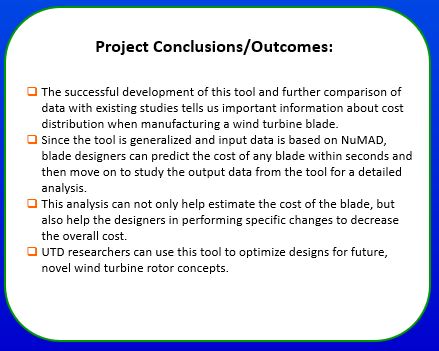 Project Conclusions/Outcomes:
❑ The successful development of this tool and further comparison of
data with existing studies tells us important information about cost
distribution when manufacturing a wind turbine blade.
❑ Since the tool is generalized and input data is based on NuMAD,
blade designers can predict the cost of any blade within seconds and
then move on to study the output data from the tool for a detailed
analysis.
❑ This analysis can not only help estimate the cost of the blade, but
also help the designers in performing specific changes to decrease
the overall cost.
❑ UTD researchers can use this tool to optimize designs for future,
novel wind turbine rotor concepts.